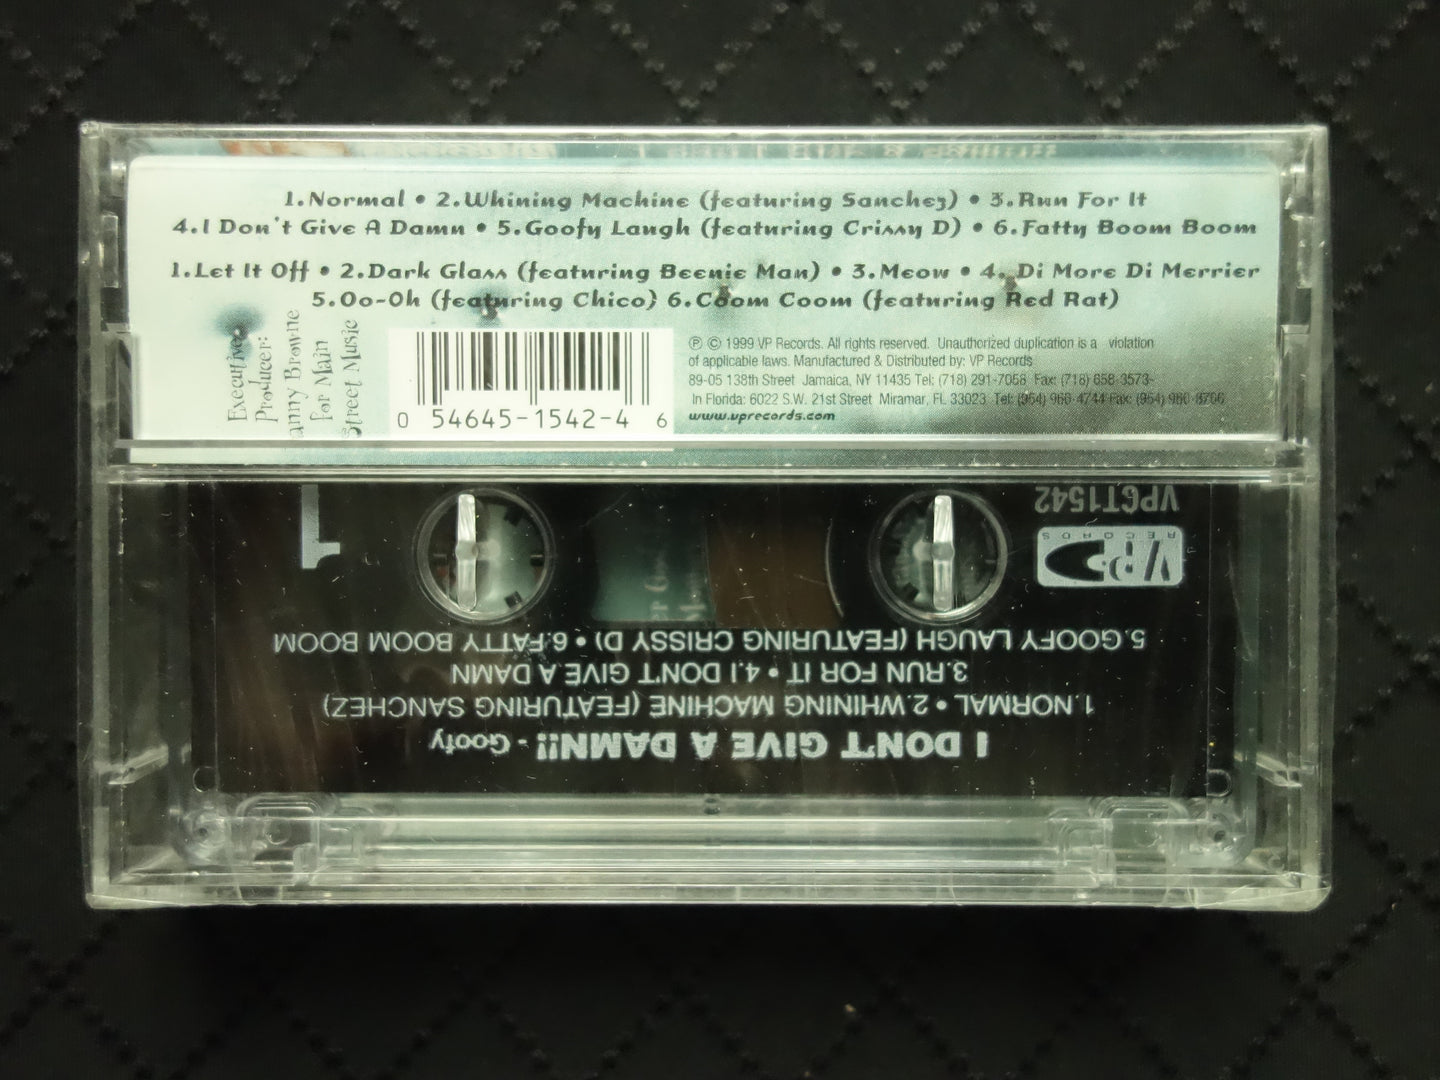 1.Normal • 2.Whining Machine (featuring Sanchez) • 3.Run For It
4.I Don't Give A Damn • 5.Goofy Laugh (featuring Crissy D) • 6.Fatty Boom Boom
1.Let It Off • 2.Dark Glass (featuring Beenie Man) • 3.Meow • 4. Di More Di Merrier
5.Oo-Oh (featuring Chico) 6.Coom Coom (featuring Red Rat)
Executive
Producer:
anny Browne
for Main
Street Music
0 54645-1542-4 6
℗ © 1999 VP Records. All rights reserved. Unauthorized duplication is a violation
of applicable laws. Manufactured & Distributed by: VP Records
89-05 138th Street Jamaica, NY 11435 Tel: (718) 291-7058 Fax: (718) 658-3573
In Florida: 6022 S.W. 21st Street Miramar, FL 33023 Tel: (954) 966-4744 Fax: (954) 966-8766
www.vprecords.com
I DON'T GIVE A DAMN!! - Goofy
1.NORMAL • 2.WHINING MACHINE (FEATURING SANCHEZ)
3.RUN FOR IT • 4.I DON'T GIVE A DAMN
5.GOOFY LAUGH (FEATURING CRISSY D) • 6.FATTY BOOM BOOM
VP
RECORDS
VPCT1542
1